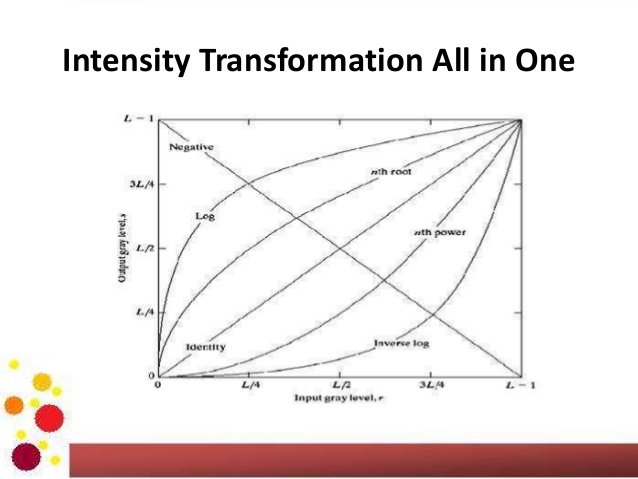 Intensity Transformation All in One
L − 1
Negative
nth root
3L/4
Log
Output gray level, s
L/2
nth power
L/4
Identity
Inverse log
0
0
L/4
L/2
3L/4
L − 1
Input gray level, r